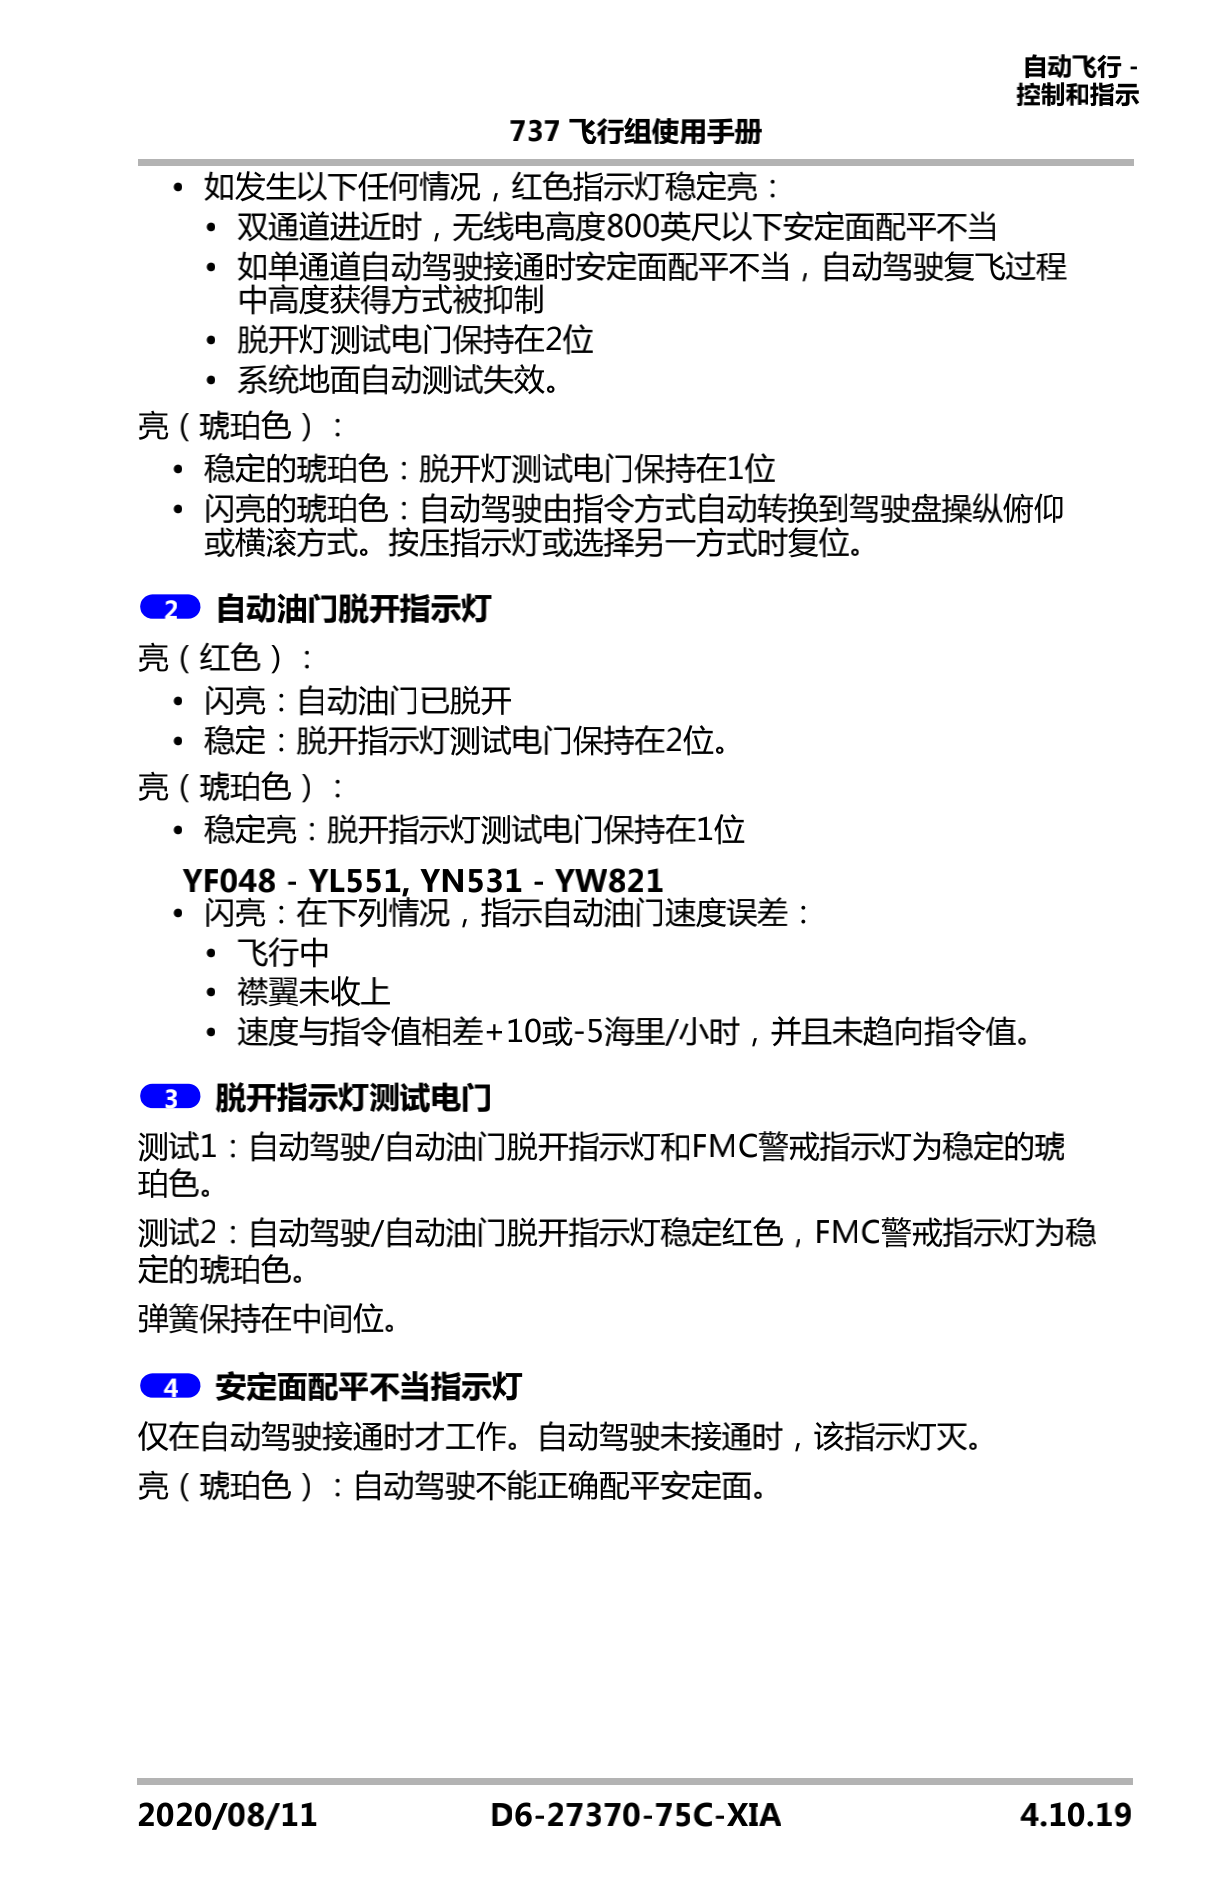 自动飞行 -
控制和指示
737 飞行组使用手册
• 如发生以下任何情况，红色指示灯稳定亮：
• 双通道进近时，无线电高度800英尺以下安定面配平不当
• 如单通道自动驾驶接通时安定面配平不当，自动驾驶复飞过程
中高度获得方式被抑制
• 脱开灯测试电门保持在2位
• 系统地面自动测试失效。
亮（琥珀色）：
• 稳定的琥珀色：脱开灯测试电门保持在1位
• 闪亮的琥珀色：自动驾驶由指令方式自动转换到驾驶盘操纵俯仰
或横滚方式。按压指示灯或选择另一方式时复位。
2 自动油门脱开指示灯
亮（红色）：
• 闪亮：自动油门已脱开
• 稳定：脱开指示灯测试电门保持在2位。
亮（琥珀色）：
• 稳定亮：脱开指示灯测试电门保持在1位
YF048 - YL551, YN531 - YW821
• 闪亮：在下列情况，指示自动油门速度误差：
• 飞行中
• 襟翼未收上
• 速度与指令值相差+10或-5海里/小时，并且未趋向指令值。
3 脱开指示灯测试电门
测试1：自动驾驶/自动油门脱开指示灯和FMC警戒指示灯为稳定的琥
珀色。
测试2：自动驾驶/自动油门脱开指示灯稳定红色，FMC警戒指示灯为稳
定的琥珀色。
弹簧保持在中间位。
4 安定面配平不当指示灯
仅在自动驾驶接通时才工作。自动驾驶未接通时，该指示灯灭。
亮（琥珀色）：自动驾驶不能正确配平安定面。
2020/08/11 D6-27370-75C-XIA 4.10.19